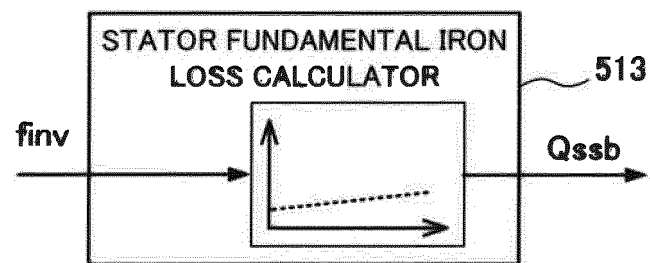 STATOR FUNDAMENTAL IRON
LOSS CALCULATOR
513
finv
Qssb